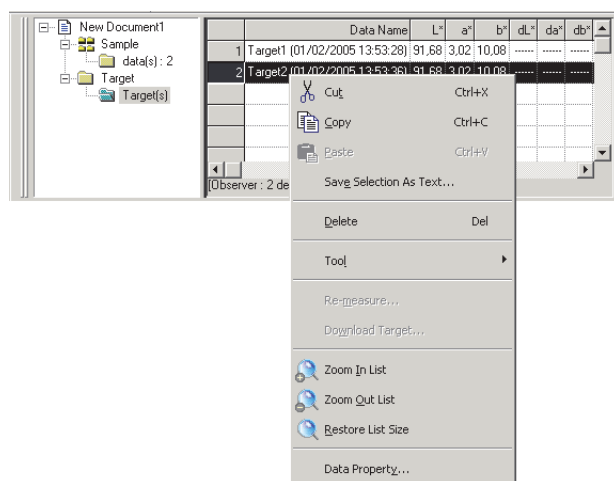 New Document1
Sample
data(s) : 2
Target
Target(s)
Data Name L* a* b* dL* da* db*
1 Target1 (01/02/2005 13:53:28) 91,68 3,02 10,08 ----- ----- -----
2 Target2 (01/02/2005 13:53:36) 91,68 3,02 10,08 ----- ----- -----
[Observer : 2 de
Cut Ctrl+X
Copy Ctrl+C
Paste Ctrl+V
Save Selection As Text...
Delete Del
Tool
Re-measure...
Download Target...
Zoom In List
Zoom Out List
Restore List Size
Data Property...